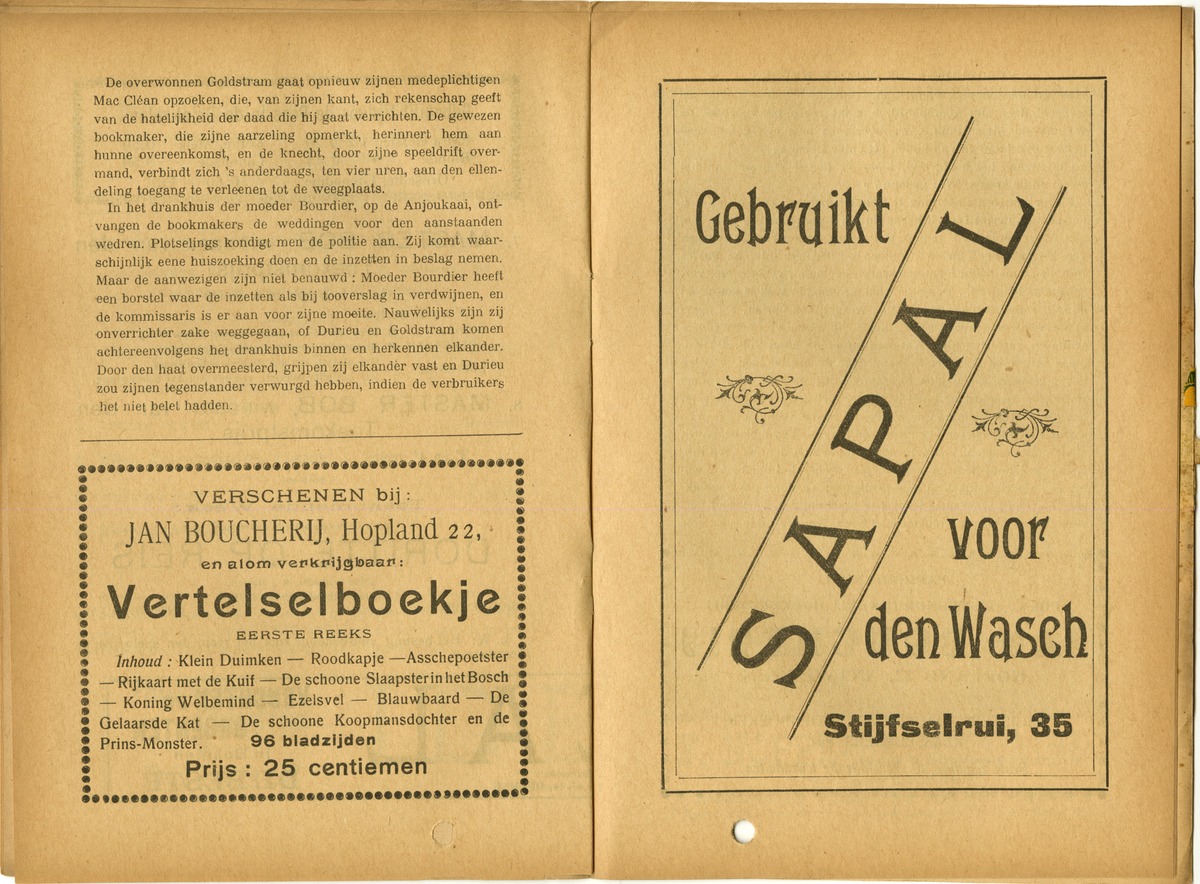 De overwonnen Goldstram gaat opnieuw zijnen medeplichtigen
Mac Cléan opzoeken, die, van zijnen kant, zich rekenschap geeft
van de hatelijkheid der daad die hij gaat verrichten. De gewezen
bookmaker, die zijne aarzeling opmerkt, herinnert hem aan
hunne overeenkomst, en de knecht, door zijne speeldrift over-
mand, verbindt zich 's anderdaags, ten vier uren, aan den ellen-
deling toegang te verleenen tot de weegplaats.
In het drankhuis der moeder Bourdier, op de Anjoukaai, ont-
vangen de bookmakers de weddingen voor den aanstaanden
wedren. Plotselings kondigt men de politie aan. Zij komt waar-
schijnlijk eene huiszoeking doen en de inzetten in beslag nemen.
Maar de aanwezigen zijn niet benauwd : Moeder Bourdier heeft
een borstel waar de inzetten als bij tooverslag in verdwijnen, en
de kommissaris is er aan voor zijne moeite. Nauwelijks zijn zij
onverrichter zake weggegaan, of Durieu en Goldstram komen
achtereenvolgens het drankhuis binnen en herkennen elkander.
Door den haat overmeesterd, grijpen zij elkandèr vast en Durieu
zou zijnen tegenstander verwurgd hebben, indien de verbruikers
het niet belet hadden.
VERSCHENEN bij :
JAN BOUCHERIJ, Hopland 22,
en alom verkrijgbaar :
Vertelselboekje
EERSTE REEKS
Inhoud : Klein Duimken — Roodkapje —Asschepoetster
— Rijkaart met de Kuif — De schoone Slaapster in het Bosch
— Koning Welbemind — Ezelsvel — Blauwbaard — De
Gelaarsde Kat — De schoone Koopmansdochter en de
Prins-Monster. 96 bladzijden
Prijs : 25 centiemen
Gebruikt
SAPAL
voor
den Wasch
Stijfselrui, 35